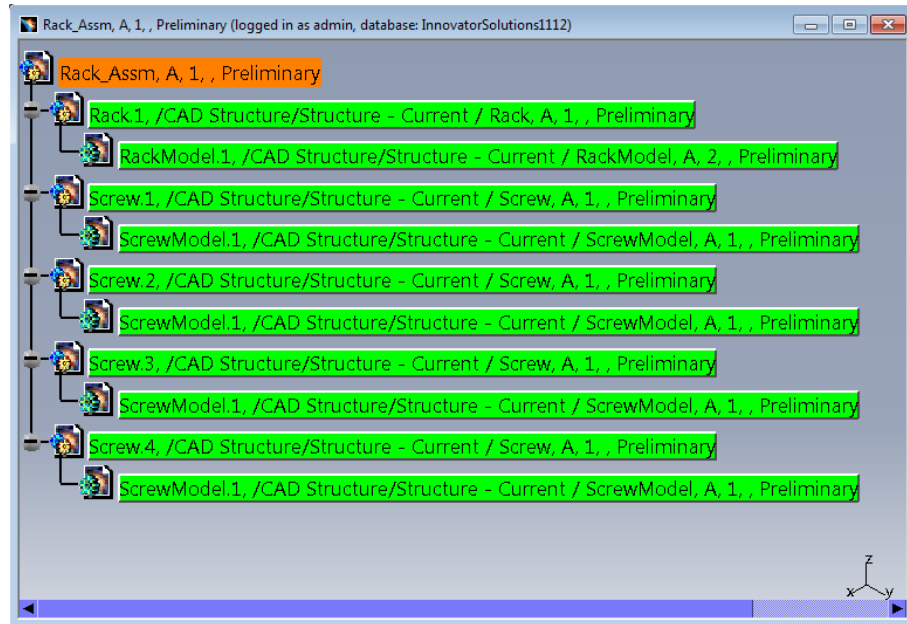 Rack_Assm, A, 1, , Preliminary (logged in as admin, database: InnovatorSolutions1112)
Rack_Assm, A, 1, , Preliminary
Rack.1, /CAD Structure/Structure - Current / Rack, A, 1, , Preliminary
RackModel.1, /CAD Structure/Structure - Current / RackModel, A, 2, , Preliminary
Screw.1, /CAD Structure/Structure - Current / Screw, A, 1, , Preliminary
ScrewModel.1, /CAD Structure/Structure - Current / ScrewModel, A, 1, , Preliminary
Screw.2, /CAD Structure/Structure - Current / Screw, A, 1, , Preliminary
ScrewModel.1, /CAD Structure/Structure - Current / ScrewModel, A, 1, , Preliminary
Screw.3, /CAD Structure/Structure - Current / Screw, A, 1, , Preliminary
ScrewModel.1, /CAD Structure/Structure - Current / ScrewModel, A, 1, , Preliminary
Screw.4, /CAD Structure/Structure - Current / Screw, A, 1, , Preliminary
ScrewModel.1, /CAD Structure/Structure - Current / ScrewModel, A, 1, , Preliminary
z
x y